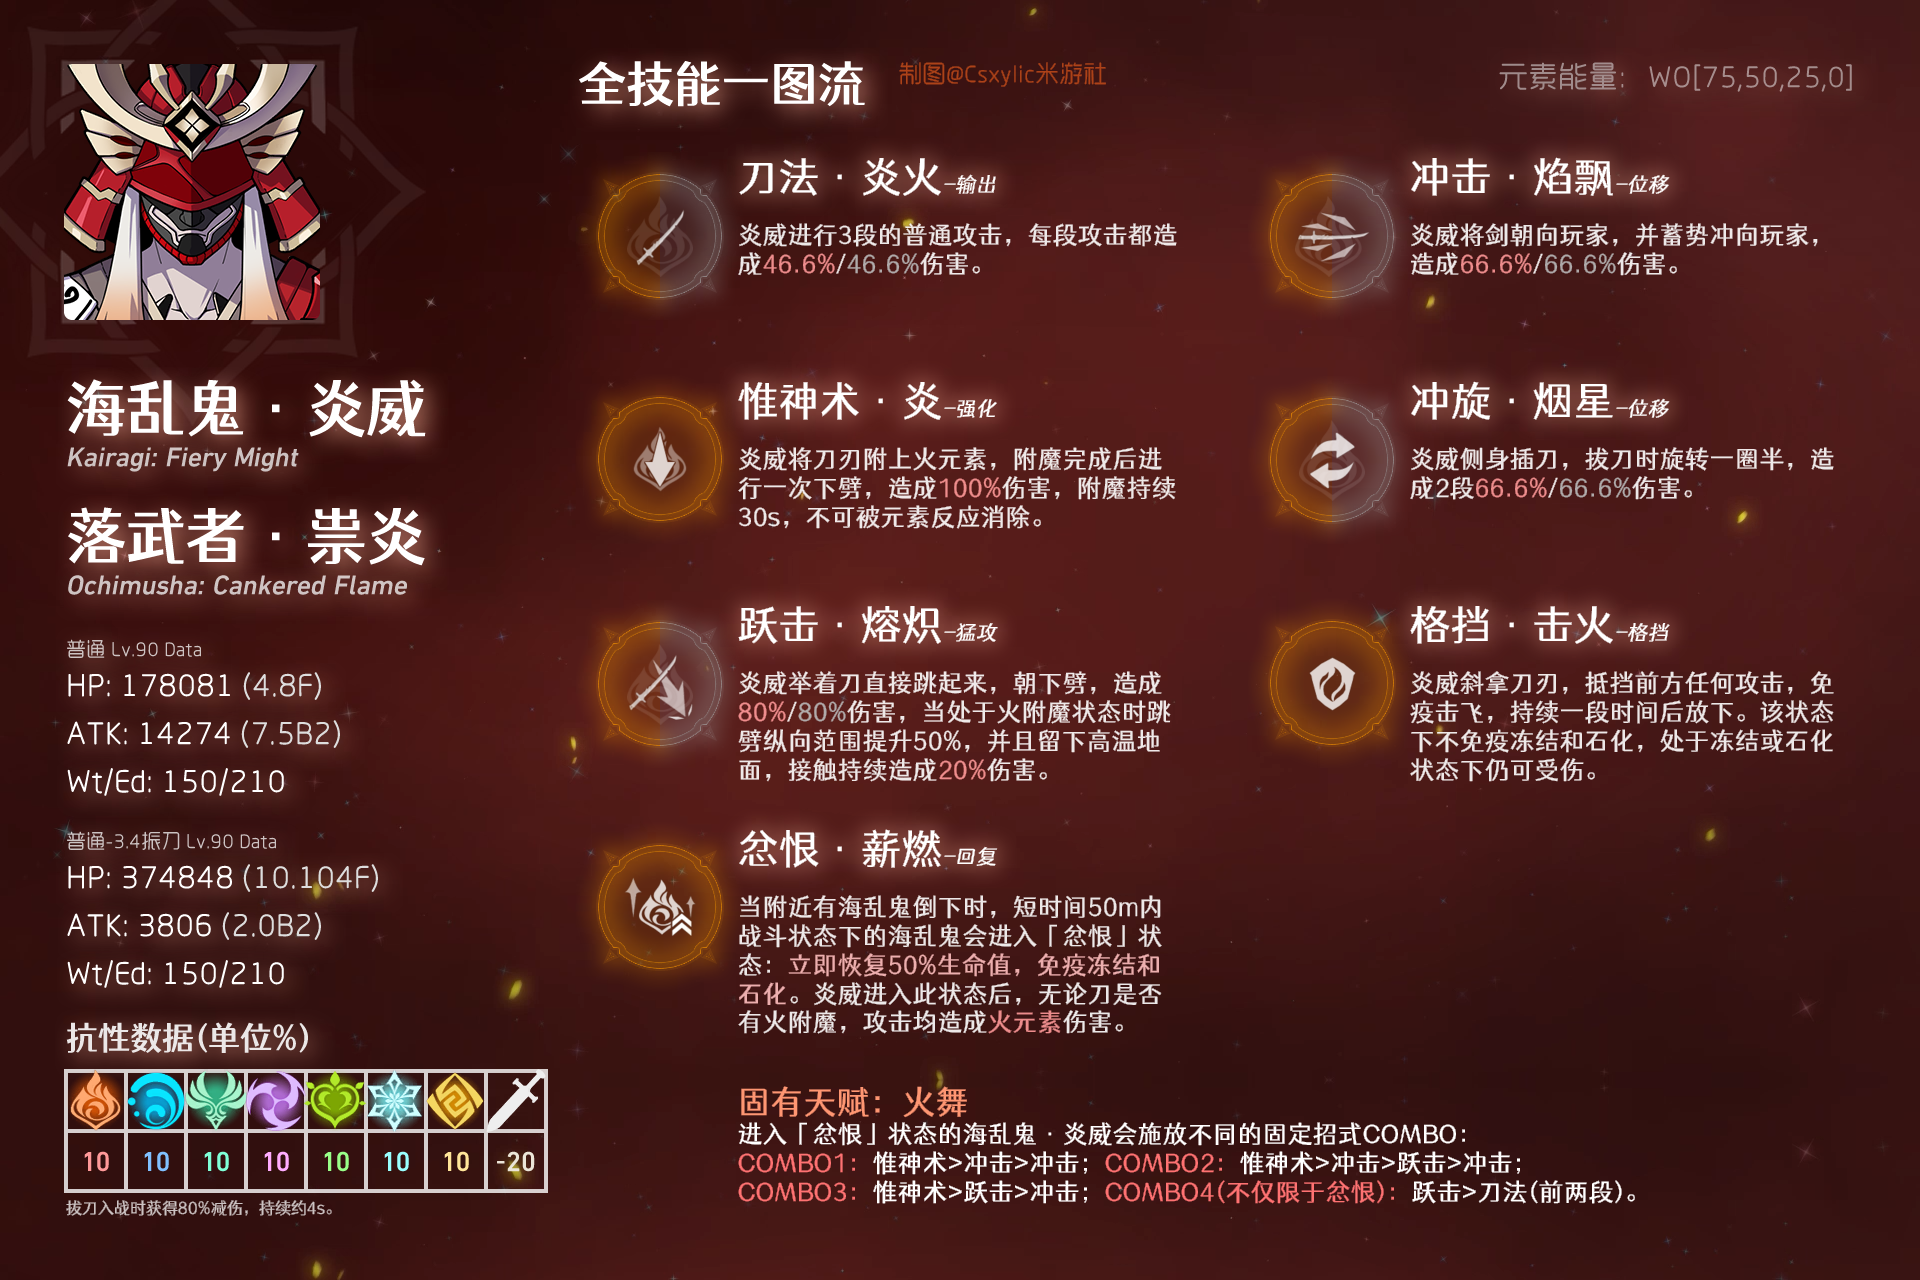 全技能一图流
制图@Csxylic米游社
元素能量: WO[75,50,25,0]
海乱鬼 · 炎威
Kairagi: Fiery Might
落武者 · 祟炎
Ochimusha: Cankered Flame
普通 Lv.90 Data
HP: 178081 (4.8F)
ATK: 14274 (7.5B2)
Wt/Ed: 150/210
普通-3.4振刀 Lv.90 Data
HP: 374848 (10.104F)
ATK: 3806 (2.0B2)
Wt/Ed: 150/210
抗性数据(单位%)
10 10 10 10 10 10 10 -20
拔刀入战时获得80%减伤，持续约4s。
刀法 · 炎火-输出
炎威进行3段的普通攻击，每段攻击都造
成46.6%/46.6%伤害。
惟神术 · 炎-强化
炎威将刀刃附上火元素，附魔完成后进
行一次下劈，造成100%伤害，附魔持续
30s，不可被元素反应消除。
跃击 · 熔炽-猛攻
炎威举着刀直接跳起来，朝下劈，造成
80%/80%伤害，当处于火附魔状态时跳
劈纵向范围提升50%，并且留下高温地
面，接触持续造成20%伤害。
忿恨 · 薪燃-回复
当附近有海乱鬼倒下时，短时间50m内
战斗状态下的海乱鬼会进入「忿恨」状
态：立即恢复50%生命值，免疫冻结和
石化。炎威进入此状态后，无论刀是否
有火附魔，攻击均造成火元素伤害。
冲击 · 焰飘-位移
炎威将剑朝向玩家，并蓄势冲向玩家，
造成66.6%/66.6%伤害。
冲旋 · 烟星-位移
炎威侧身插刀，拔刀时旋转一圈半，造
成2段66.6%/66.6%伤害。
格挡 · 击火-格挡
炎威斜拿刀刃，抵挡前方任何攻击，免
疫击飞，持续一段时间后放下。该状态
下不免疫冻结和石化，处于冻结或石化
状态下仍可受伤。
固有天赋：火舞
进入「忿恨」状态的海乱鬼 · 炎威会施放不同的固定招式COMBO：
COMBO1：惟神术>冲击>冲击；COMBO2：惟神术>冲击>跃击>冲击；
COMBO3：惟神术>跃击>冲击；COMBO4(不仅限于忿恨)：跃击>刀法(前两段)。